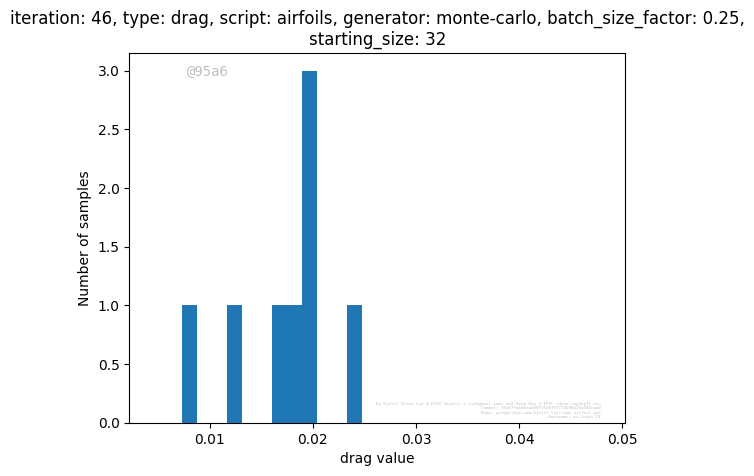 iteration: 46, type: drag, script: airfoils, generator: monte-carlo, batch_size_factor: 0.25,
starting_size: 32
@95a6
3.0
2.5
2.0
1.5
1.0
0.5
0.0
Number of samples
0.01
0.02
0.03
0.04
0.05
drag value